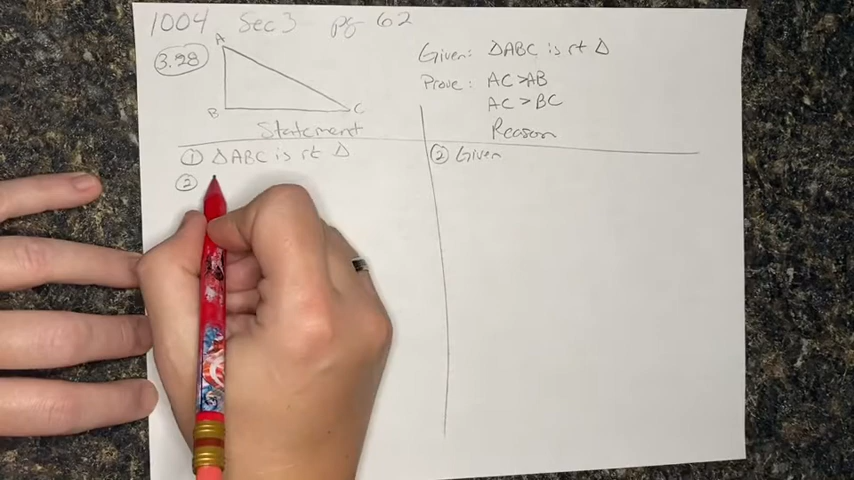 1004 Sec 3 pg 62
3.28
Given: △ABC is rt △
Prove: AC > AB
AC > BC
A
B
C
Statement
Reason
① △ABC is rt △
② Given
②